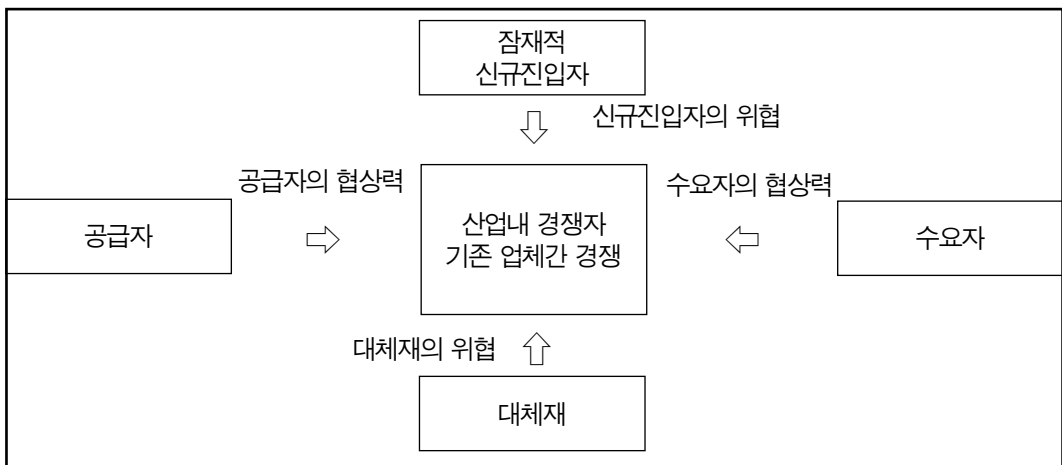 잠재적
신규진입자
신규진입자의 위협
공급자의 협상력
수요자의 협상력
공급자
산업내 경쟁자
기존 업체간 경쟁
수요자
대체재의 위협
대체재